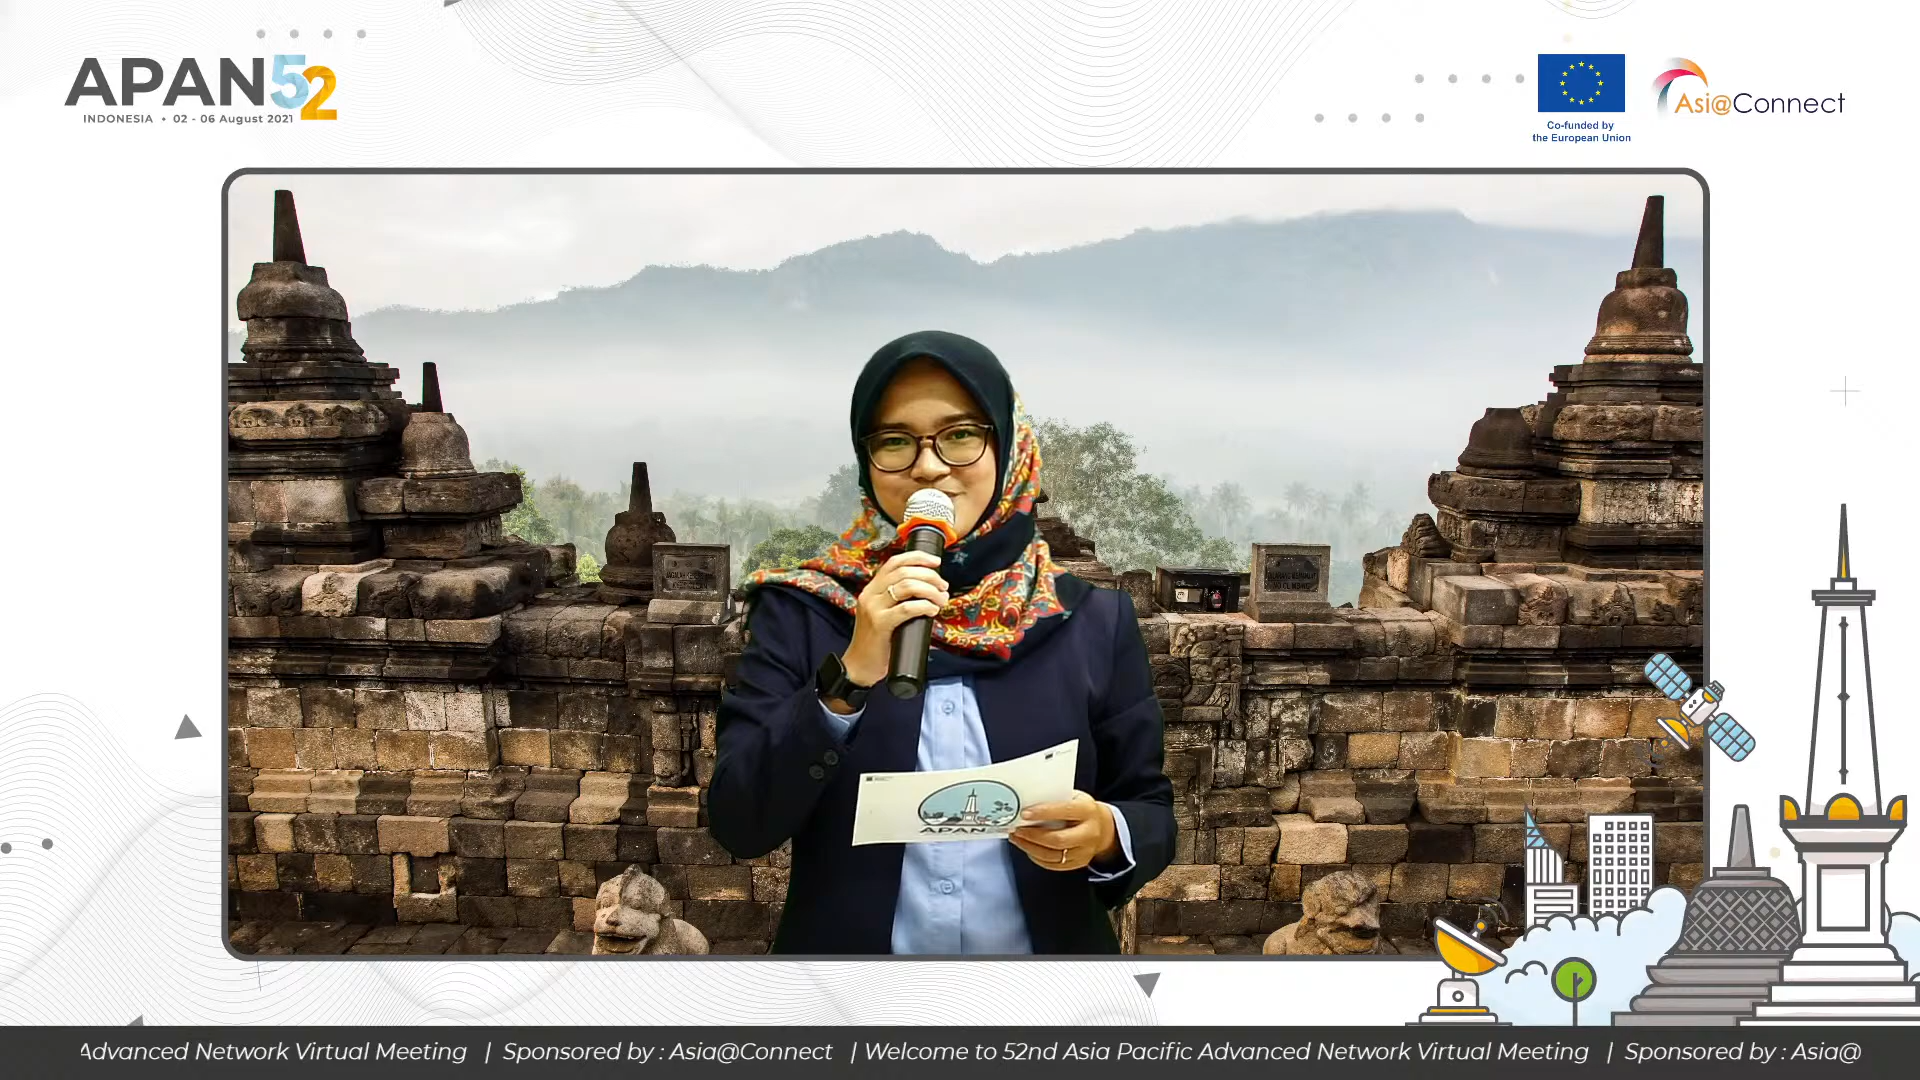 APAN52
INDONESIA • 02 - 06 August 2021
Co-funded by
the European Union
Asi@Connect
APAN
Advanced Network Virtual Meeting | Sponsored by : Asia@Connect | Welcome to 52nd Asia Pacific Advanced Network Virtual Meeting | Sponsored by : Asia@